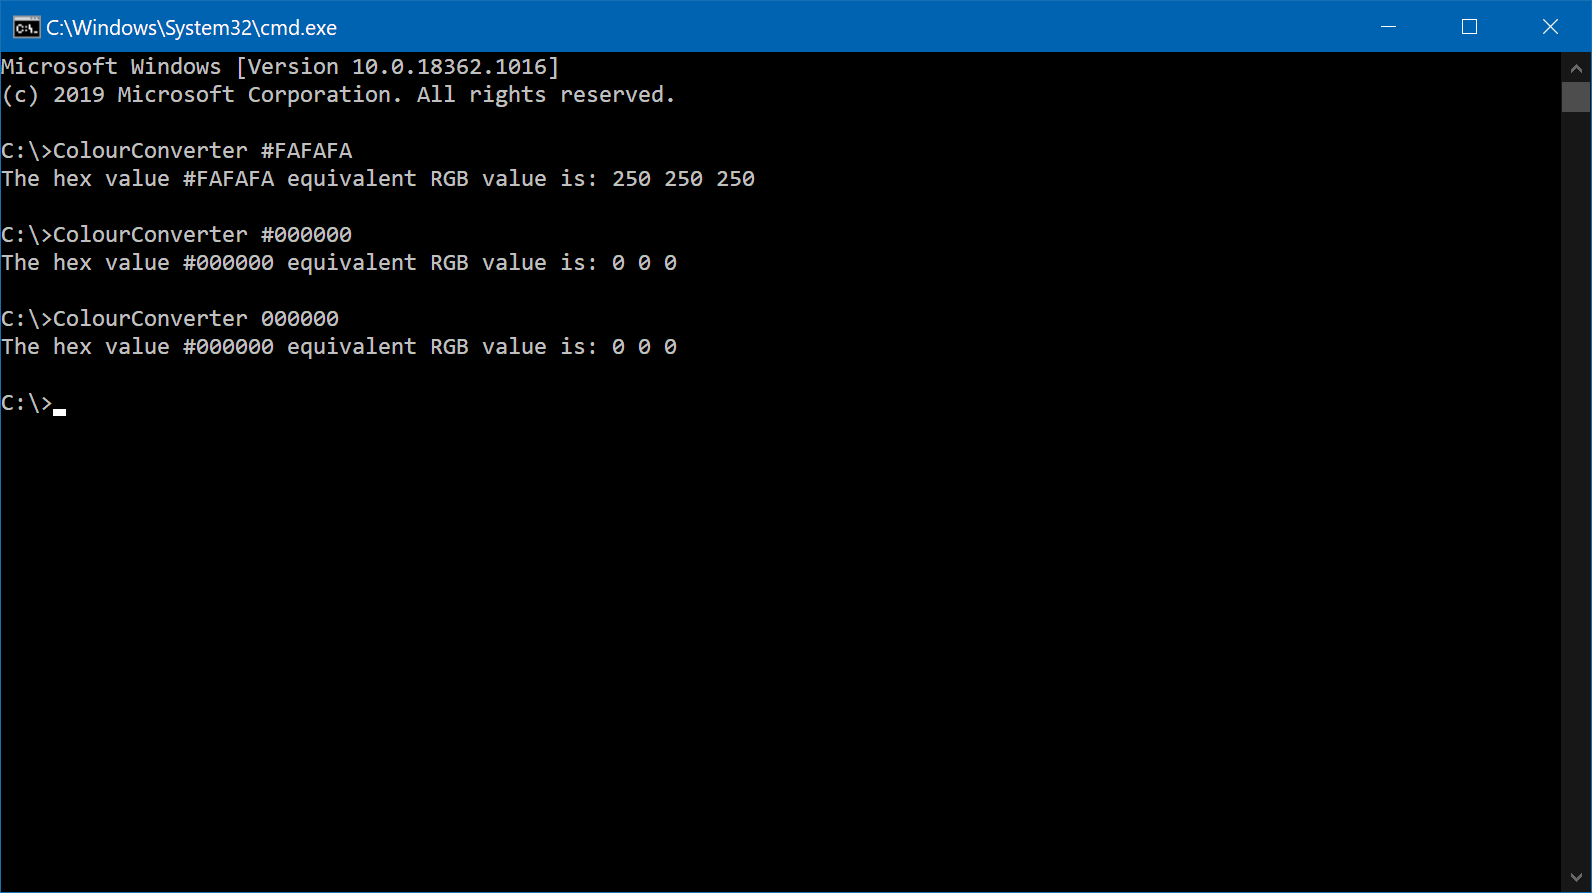 C:\Windows\System32\cmd.exe
Microsoft Windows [Version 10.0.18362.1016]
(c) 2019 Microsoft Corporation. All rights reserved.
C:\>ColourConverter #FAFAFA
The hex value #FAFAFA equivalent RGB value is: 250 250 250
C:\>ColourConverter #000000
The hex value #000000 equivalent RGB value is: 0 0 0
C:\>ColourConverter 000000
The hex value #000000 equivalent RGB value is: 0 0 0
C:\>